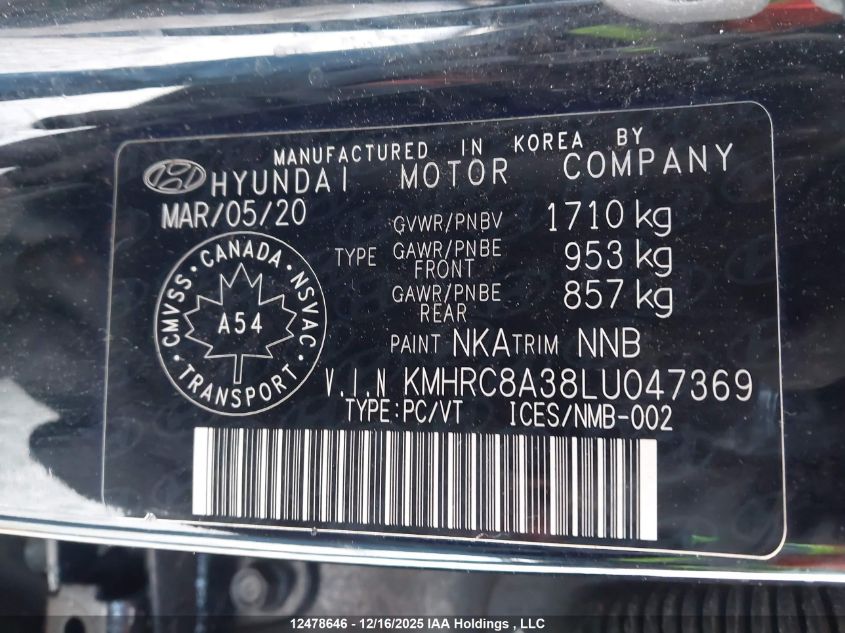 MANUFACTURED IN KOREA BY
HYUNDAI MOTOR COMPANY
MAR/05/20
GVWR/PNBV 1710 kg
TYPE GAWR/PNBE FRONT 953 kg
GAWR/PNBE REAR 857 kg
CMVSS · CANADA · NSVAC · TRANSPORT ·
A54
PAINT NKA TRIM NNB
V.I.N KMHRC8A38LU047369
TYPE:PC/VT ICES/NMB-002
12478646 - 12/16/2025 IAA Holdings , LLC